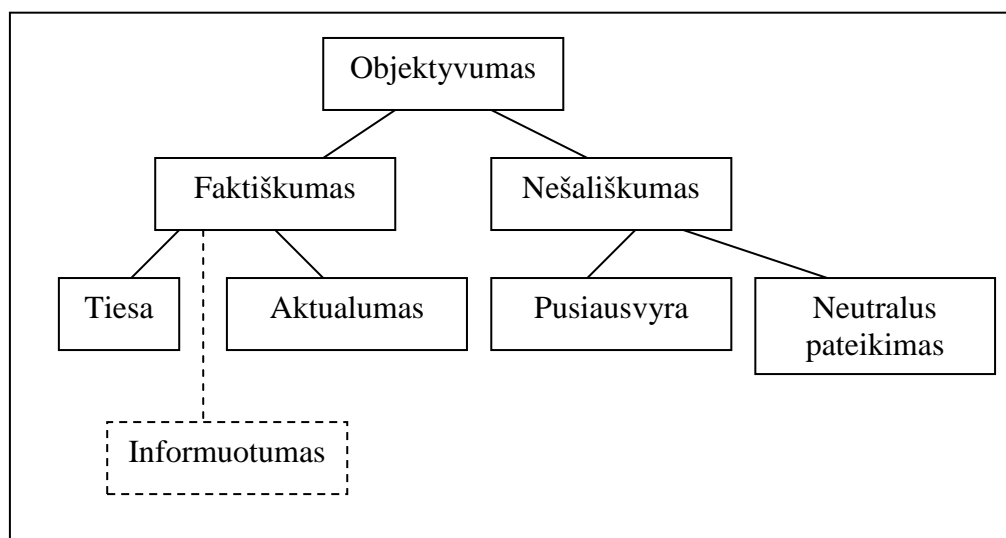 Objektyvumas
Faktiškumas
Nešališkumas
Tiesa
Aktualumas
Pusiausvyra
Neutralus
pateikimas
Informuotumas